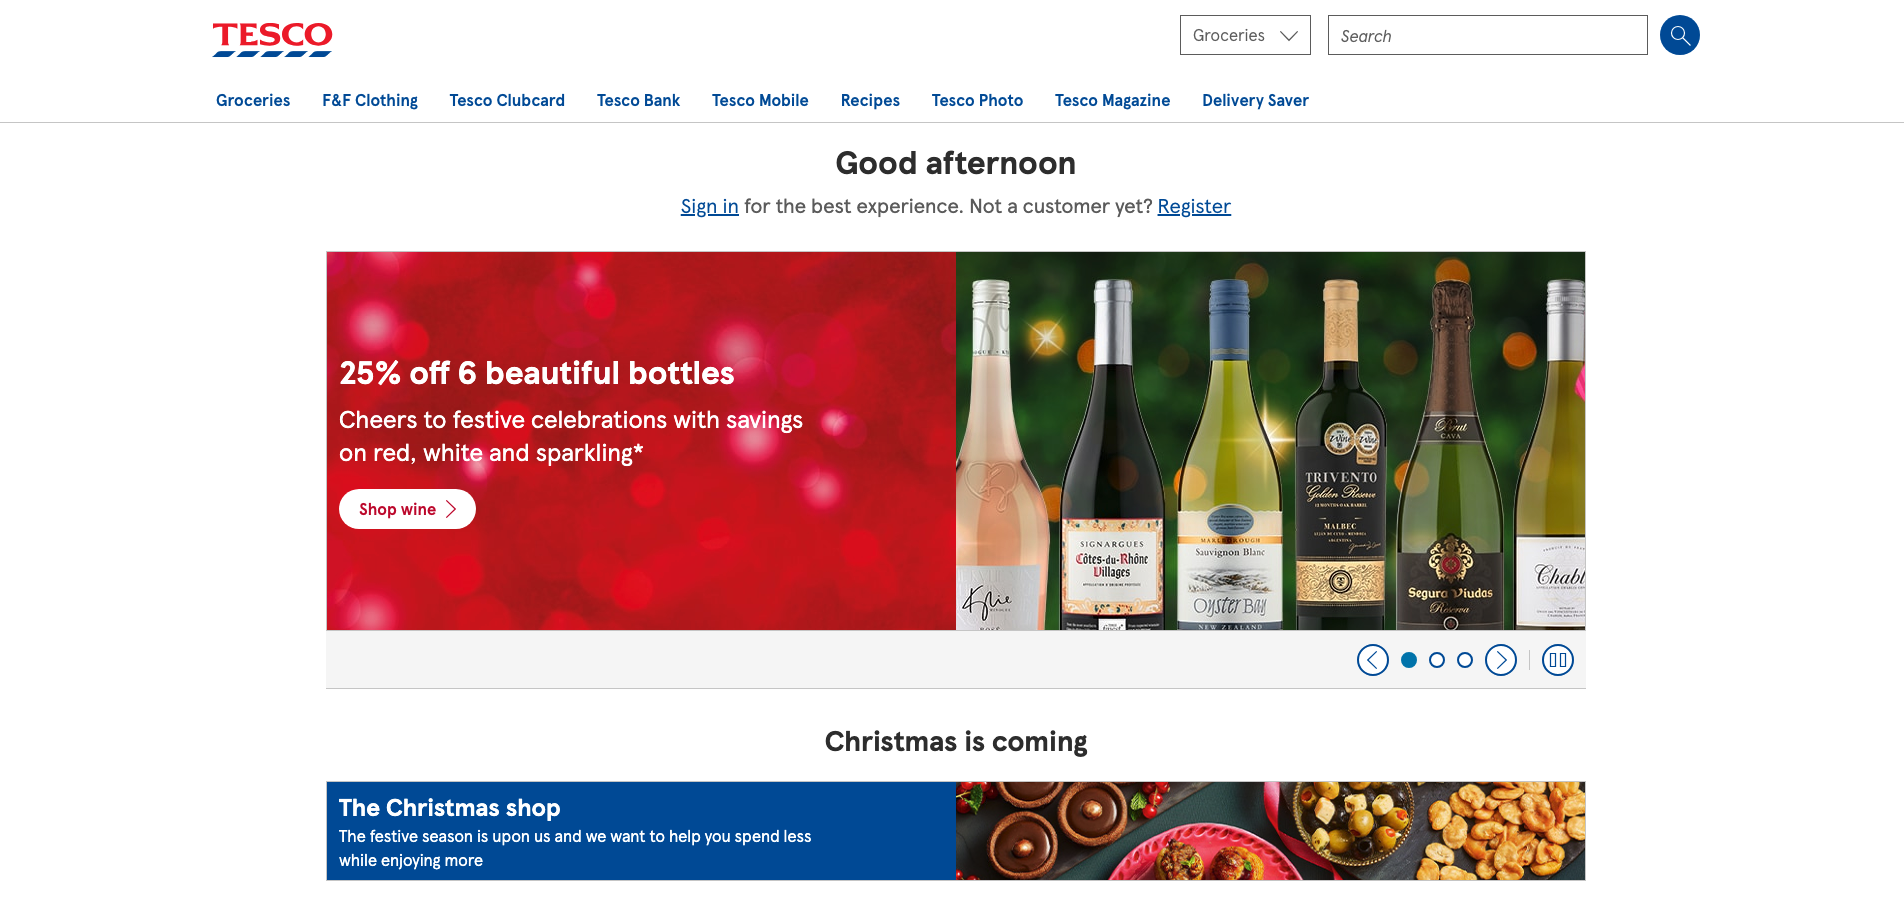 TESCO
Groceries
Search
Groceries F&F Clothing Tesco Clubcard Tesco Bank Tesco Mobile Recipes Tesco Photo Tesco Magazine Delivery Saver
Good afternoon
Sign in for the best experience. Not a customer yet? Register
25% off 6 beautiful bottles
Cheers to festive celebrations with savings
on red, white and sparkling*
Shop wine
Kylie
SIGNARGUES
Côtes-du-Rhône
Villages
MARLBOROUGH
Sauvignon Blanc
OYSTER BAY
NEW ZEALAND
TRIVENTO
Golden Reserve
MALBEC
Brut
CAVA
Segura Viudas
Reserva
Christmas is coming
The Christmas shop
The festive season is upon us and we want to help you spend less
while enjoying more